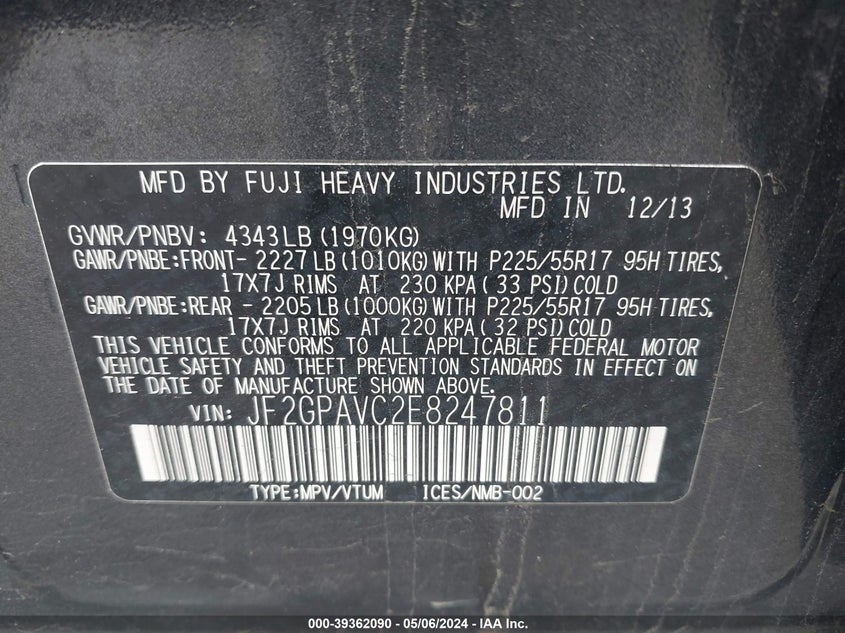 MFD BY FUJI HEAVY INDUSTRIES LTD.
MFD IN 12/13
GVWR/PNBV: 4343LB (1970KG)
GAWR/PNBE:FRONT- 2227LB (1010KG) WITH P225/55R17 95H TIRES,
17X7J RIMS AT 230 KPA (33 PSI) COLD
GAWR/PNBE:REAR - 2205LB (1000KG) WITH P225/55R17 95H TIRES,
17X7J RIMS AT 220 KPA (32 PSI) COLD
THIS VEHICLE CONFORMS TO ALL APPLICABLE FEDERAL MOTOR
VEHICLE SAFETY AND THEFT PREVENTION STANDARDS IN EFFECT ON
THE DATE OF MANUFACTURE SHOWN ABOVE.
VIN: JF2GPAVC2E8247811
TYPE:MPV/VTUM ICES/NMB-002
000-39362090 - 05/06/2024 - IAA Inc.